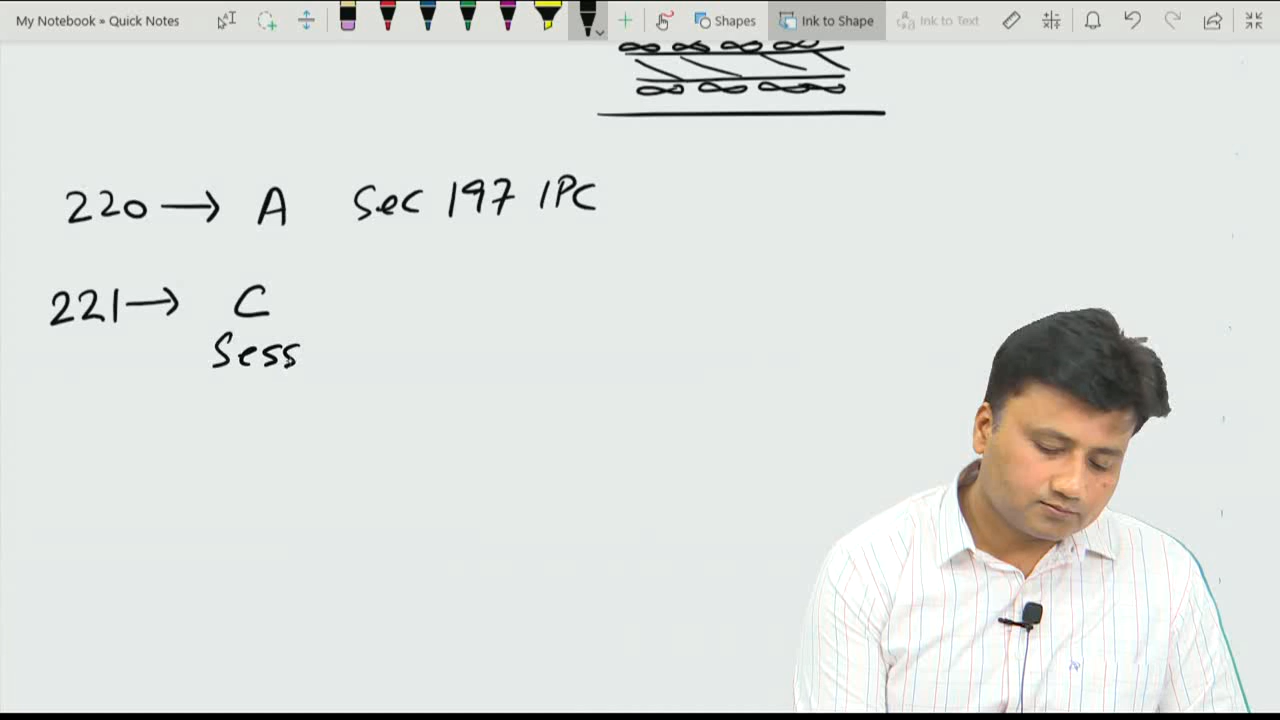 My Notebook » Quick Notes Shapes Ink to Shape Ink to Text
220 → A Sec 197 IPC
221 → C
Sess